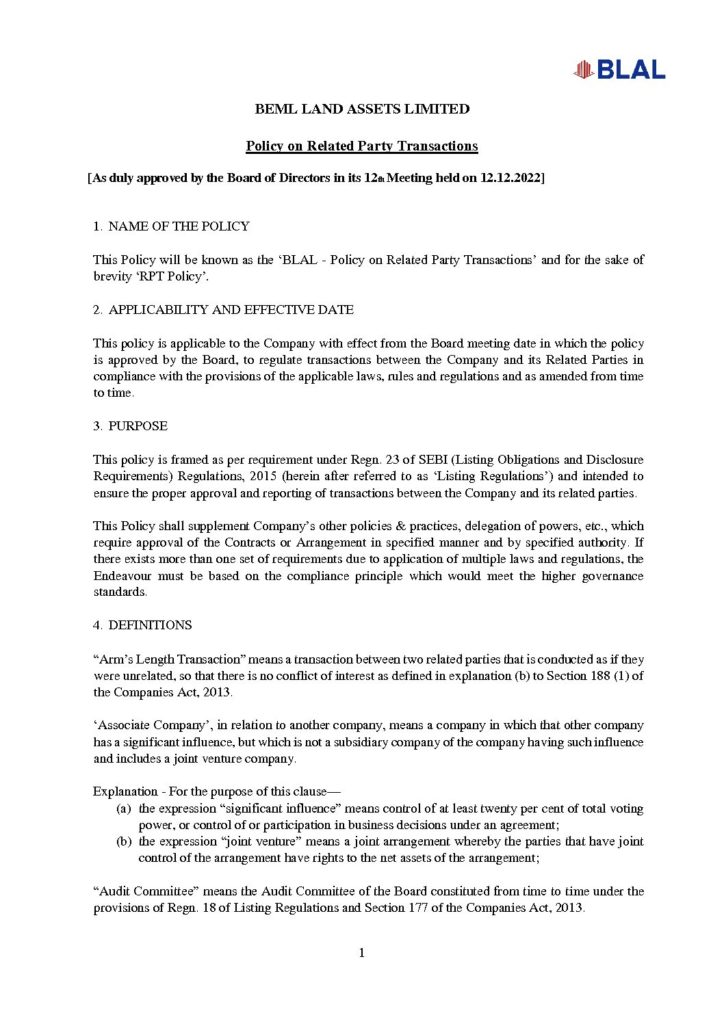 BLAL
BEML LAND ASSETS LIMITED
Policy on Related Party Transactions
[As duly approved by the Board of Directors in its 12th Meeting held on 12.12.2022]
1. NAME OF THE POLICY
This Policy will be known as the ‘BLAL - Policy on Related Party Transactions’ and for the sake of
brevity ‘RPT Policy’.
2. APPLICABILITY AND EFFECTIVE DATE
This policy is applicable to the Company with effect from the Board meeting date in which the policy
is approved by the Board, to regulate transactions between the Company and its Related Parties in
compliance with the provisions of the applicable laws, rules and regulations and as amended from time
to time.
3. PURPOSE
This policy is framed as per requirement under Regn. 23 of SEBI (Listing Obligations and Disclosure
Requirements) Regulations, 2015 (herein after referred to as ‘Listing Regulations’) and intended to
ensure the proper approval and reporting of transactions between the Company and its related parties.
This Policy shall supplement Company’s other policies & practices, delegation of powers, etc., which
require approval of the Contracts or Arrangement in specified manner and by specified authority. If
there exists more than one set of requirements due to application of multiple laws and regulations, the
Endeavour must be based on the compliance principle which would meet the higher governance
standards.
4. DEFINITIONS
“Arm’s Length Transaction” means a transaction between two related parties that is conducted as if they
were unrelated, so that there is no conflict of interest as defined in explanation (b) to Section 188 (1) of
the Companies Act, 2013.
‘Associate Company’, in relation to another company, means a company in which that other company
has a significant influence, but which is not a subsidiary company of the company having such influence
and includes a joint venture company.
Explanation - For the purpose of this clause—
(a) the expression “significant influence” means control of at least twenty per cent of total voting
power, or control of or participation in business decisions under an agreement;
(b) the expression “joint venture” means a joint arrangement whereby the parties that have joint
control of the arrangement have rights to the net assets of the arrangement;
“Audit Committee” means the Audit Committee of the Board constituted from time to time under the
provisions of Regn. 18 of Listing Regulations and Section 177 of the Companies Act, 2013.
1